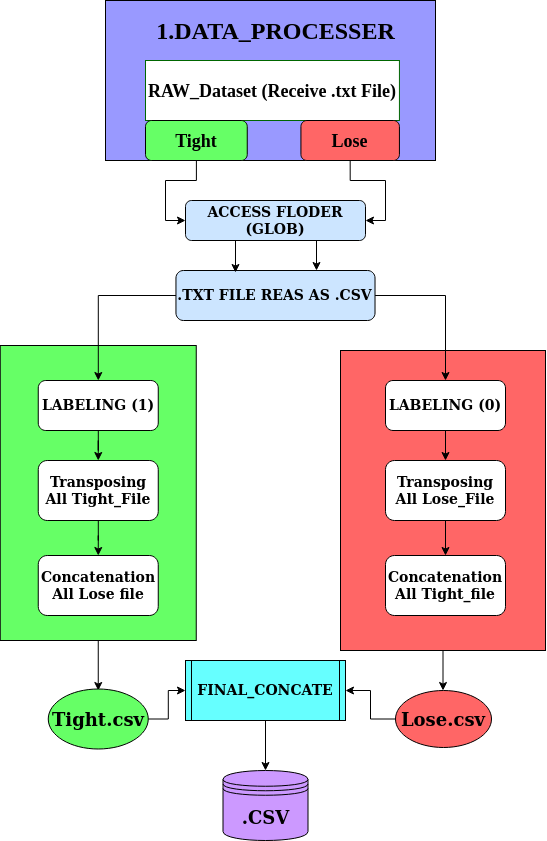 1.DATA_PROCESSER
RAW_Dataset (Receive .txt File)
Tight
Lose
ACCESS FLODER
(GLOB)
.TXT FILE REAS AS .CSV
LABELING (1)
LABELING (0)
Transposing
All Tight_File
Transposing
All Lose_File
Concatenation
All Lose file
Concatenation
All Tight_file
FINAL_CONCATE
Tight.csv
Lose.csv
.CSV